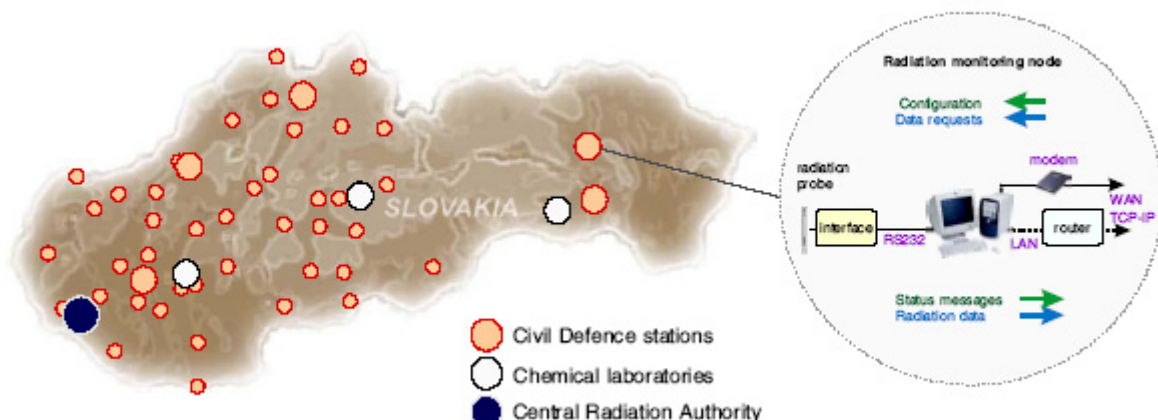 SLOVAKIA
Civil Defence stations
Chemical laboratories
Central Radiation Authority
Radiation monitoring node
Configuration
Data requests
radiation
probe
modem
interface
RS232
LAN
router
WAN
TCP-IP
Status messages
Radiation data